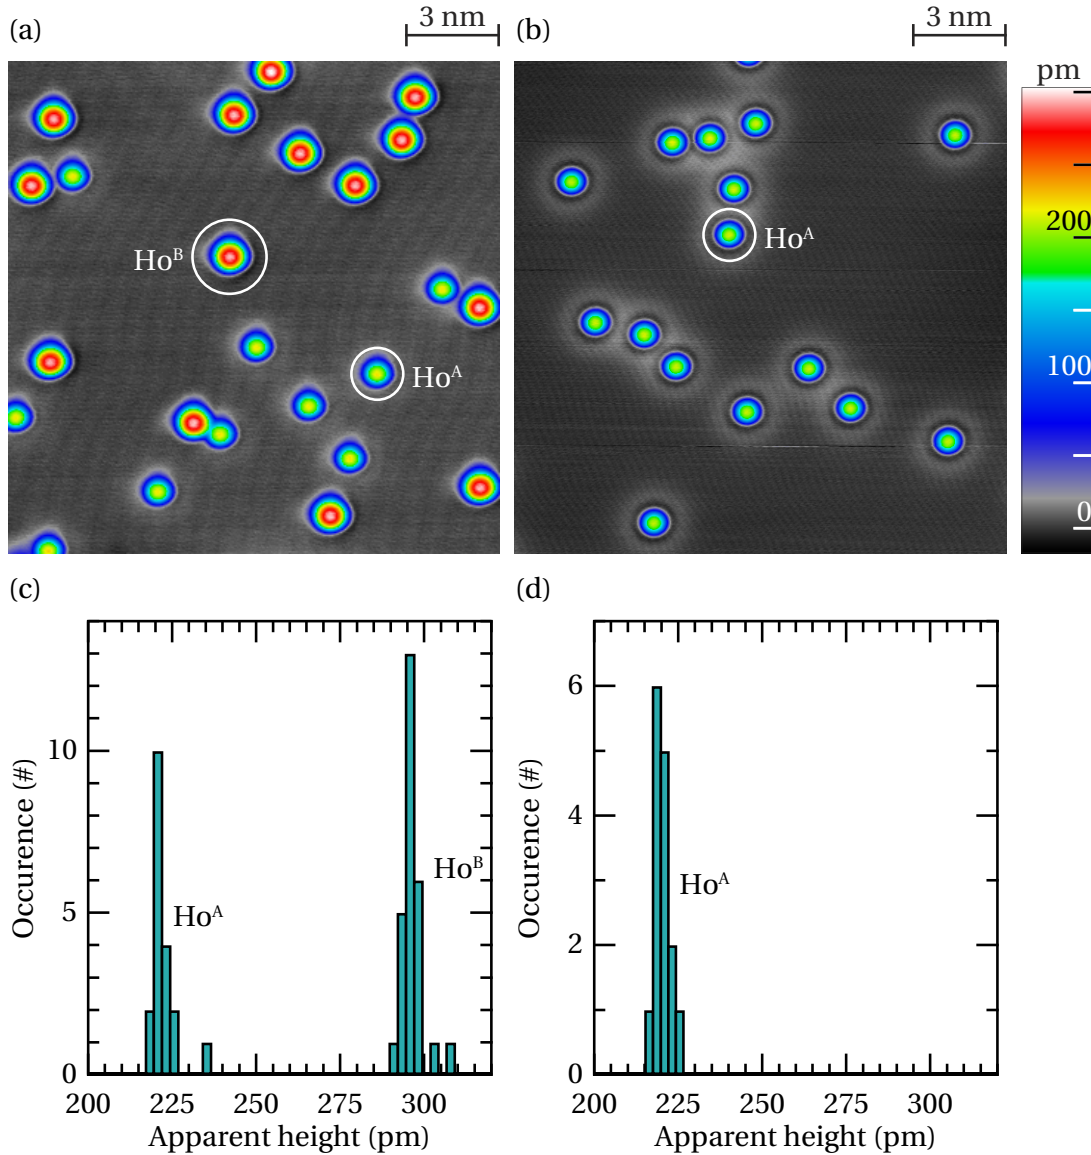 (a)
3 nm
(b)
3 nm
pm
200
100
0
Ho^B
Ho^A
Ho^A
(c)
(d)
10
5
0
200
225
250
275
300
Occurence (#)
Apparent height (pm)
Ho^A
Ho^B
6
4
2
0
200
225
250
275
300
Occurence (#)
Apparent height (pm)
Ho^A